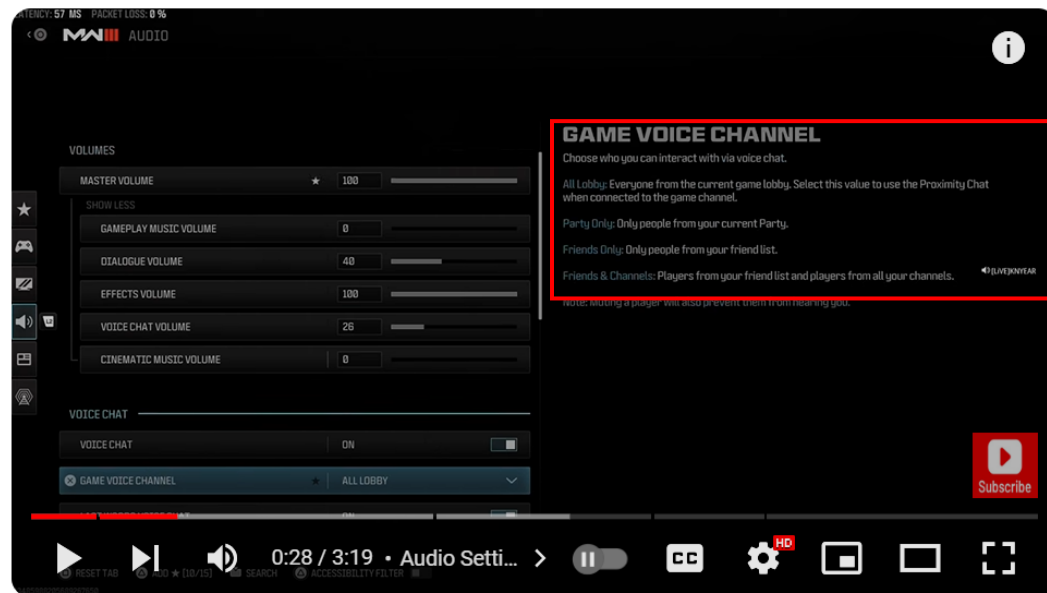 LATENCY: 57 MS PACKET LOSS: 0 %
MWIII AUDIO
VOLUMES
MASTER VOLUME 100
SHOW LESS
GAMEPLAY MUSIC VOLUME 0
DIALOGUE VOLUME 40
EFFECTS VOLUME 100
VOICE CHAT VOLUME 26
CINEMATIC MUSIC VOLUME 0
VOICE CHAT
VOICE CHAT ON
GAME VOICE CHANNEL ALL LOBBY
GAME VOICE CHANNEL
Choose who you can interact with via voice chat.
All Lobby: Everyone from the current game lobby. Select this value to use the Proximity Chat
when connected to the game channel.
Party Only: Only people from your current Party.
Friends Only: Only people from your friend list.
Friends & Channels: Players from your friend list and players from all your channels.
[LIVE]KNYEAR
Note: Muting a player will also prevent them from hearing you.
Subscribe
0:28 / 3:19 • Audio Setti...
CC
HD
RESET TAB ADD ★ [10/15] SEARCH ACCESSIBILITY FILTER